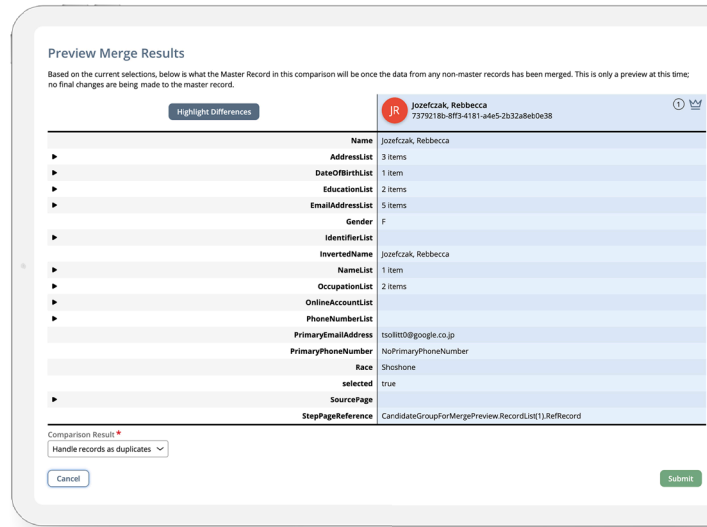 Preview Merge Results
Based on the current selections, below is what the Master Record in this comparison will be once the data from any non-master records has been merged. This is only a preview at this time;
no final changes are being made to the master record.
Highlight Differences
JR
Jozefczak, Rebbecca
7379218b-8ff3-4181-a4e5-2b32a8eb0e38
1
Name Jozefczak, Rebbecca
AddressList 3 items
DateOfBirthList 1 item
EducationList 2 items
EmailAddressList 5 items
Gender F
IdentifierList
InvertedName Jozefczak, Rebbecca
NameList 1 item
OccupationList 2 items
OnlineAccountList
PhoneNumberList
PrimaryEmailAddress tsollitt0@google.co.jp
PrimaryPhoneNumber NoPrimaryPhoneNumber
Race Shoshone
selected true
SourcePage
StepPageReference CandidateGroupForMergePreview.RecordList(1).RefRecord
Comparison Result *
Handle records as duplicates
Cancel
Submit